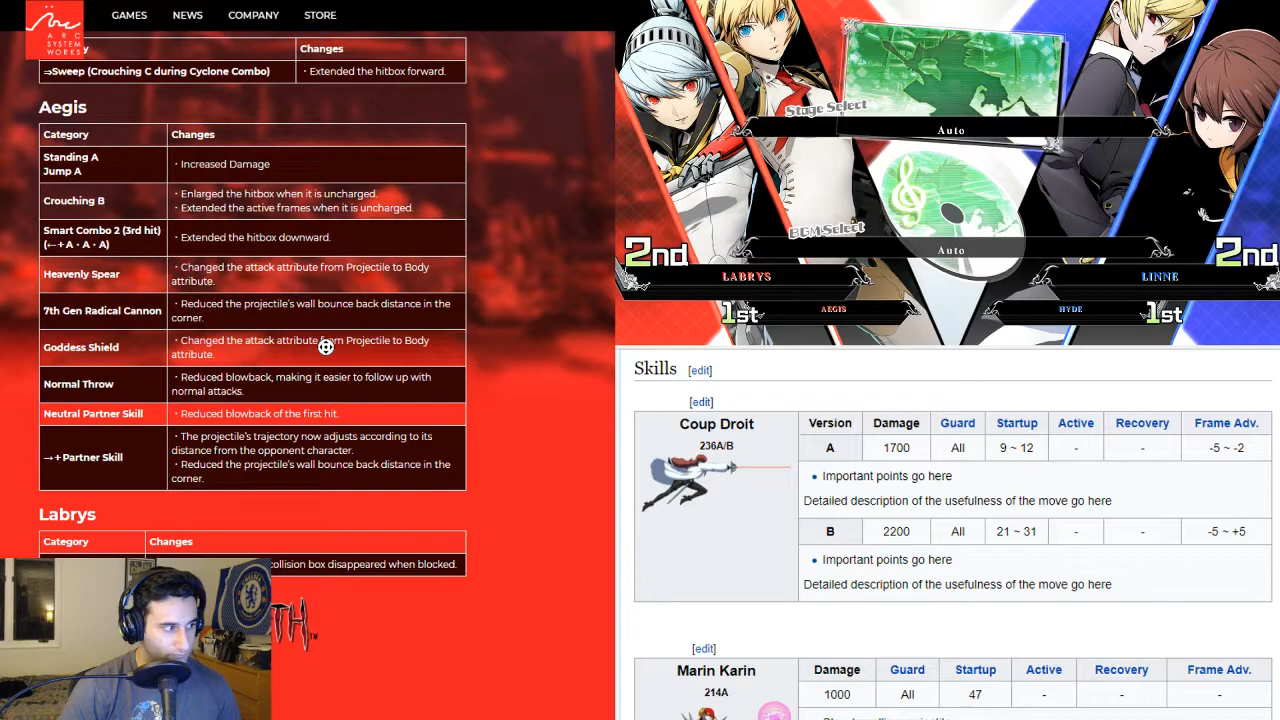 GAMES
NEWS
COMPANY
STORE
ARC
SYSTEM
WORKS
Changes
⇒Sweep (Crouching C during Cyclone Combo)
・Extended the hitbox forward.
Aegis
Category
Changes
Standing A
Jump A
・Increased Damage
Crouching B
・Enlarged the hitbox when it is uncharged.
・Extended the active frames when it is uncharged.
Smart Combo 2 (3rd hit)
(←+A・A・A)
・Extended the hitbox downward.
Heavenly Spear
・Changed the attack attribute from Projectile to Body
attribute.
7th Gen Radical Cannon
・Reduced the projectile's wall bounce back distance in the
corner.
Goddess Shield
・Changed the attack attribute from Projectile to Body
attribute.
Normal Throw
・Reduced blowback, making it easier to follow up with
normal attacks.
Neutral Partner Skill
・Reduced blowback of the first hit.
→+Partner Skill
・The projectile's trajectory now adjusts according to its
distance from the opponent character.
・Reduced the projectile's wall bounce back distance in the
corner.
Labrys
Category
Changes
collision box disappeared when blocked.
Stage Select
Auto
BGM Select
Auto
2nd
LABRYS
1st
AEGIS
2nd
LINNE
HYDE
1st
Skills [edit]
[edit]
Coup Droit
236A/B
Version Damage Guard Startup Active Recovery Frame Adv.
A 1700 All 9 ~ 12 - - -5 ~ -2
• Important points go here
Detailed description of the usefulness of the move go here
B 2200 All 21 ~ 31 - - -5 ~ +5
• Important points go here
Detailed description of the usefulness of the move go here
[edit]
Marin Karin
214A
Damage Guard Startup Active Recovery Frame Adv.
1000 All 47 - - -